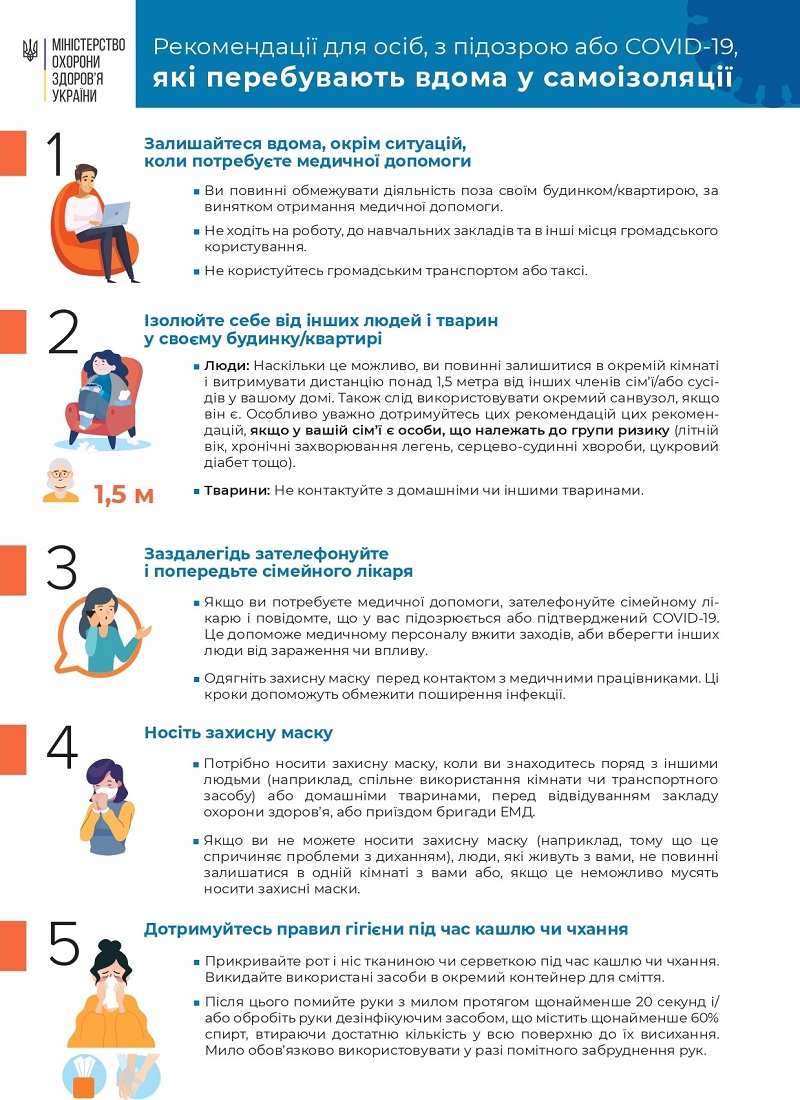 МІНІСТЕРСТВО
ОХОРОНИ
ЗДОРОВ'Я
УКРАЇНИ
Рекомендації для осіб, з підозрою або COVID-19,
які перебувають вдома у самоізоляції
1
Залишайтеся вдома, окрім ситуацій,
коли потребуєте медичної допомоги
Ви повинні обмежувати діяльність поза своїм будинком/квартирою, за
винятком отримання медичної допомоги.
Не ходіть на роботу, до навчальних закладів та в інші місця громадського
користування.
Не користуйтесь громадським транспортом або таксі.
2
Ізолюйте себе від інших людей і тварин
у своєму будинку/квартирі
Люди: Наскільки це можливо, ви повинні залишитися в окремій кімнаті
і витримувати дистанцію понад 1,5 метра від інших членів сім'ї/або сусі-
дів у вашому домі. Також слід використовувати окремий санвузол, якщо
він є. Особливо уважно дотримуйтесь цих рекомендацій цих рекомен-
дацій, якщо у вашій сім'ї є особи, що належать до групи ризику (літній
вік, хронічні захворювання легень, серцево-судинні хвороби, цукровий
діабет тощо).
1,5 м
Тварини: Не контактуйте з домашніми чи іншими тваринами.
3
Заздалегідь зателефонуйте
і попередьте сімейного лікаря
Якщо ви потребуєте медичної допомоги, зателефонуйте сімейному лі-
карю і повідомте, що у вас підозрюється або підтверджений COVID-19.
Це допоможе медичному персоналу вжити заходів, аби вберегти інших
люди від зараження чи впливу.
Одягніть захисну маску перед контактом з медичними працівниками. Ці
кроки допоможуть обмежити поширення інфекції.
4
Носіть захисну маску
Потрібно носити захисну маску, коли ви знаходитесь поряд з іншими
людьми (наприклад, спільне використання кімнати чи транспортного
засобу) або домашніми тваринами, перед відвідуванням закладу
охорони здоров'я, або приїздом бригади ЕМД.
Якщо ви не можете носити захисну маску (наприклад, тому що це
спричиняє проблеми з диханням), люди, які живуть з вами, не повинні
залишатися в одній кімнаті з вами або, якщо це неможливо мусять
носити захисні маски.
5
Дотримуйтесь правил гігієни під час кашлю чи чхання
Прикривайте рот і ніс тканиною чи серветкою під час кашлю чи чхання.
Викидайте використані засоби в окремий контейнер для сміття.
Після цього помийте руки з милом протягом щонайменше 20 секунд і/
або обробіть руки дезінфікуючим засобом, що містить щонайменше 60%
спирт, втираючи достатню кількість у всю поверхню до їх висихання.
Мило обов'язково використовувати у разі помітного забруднення рук.